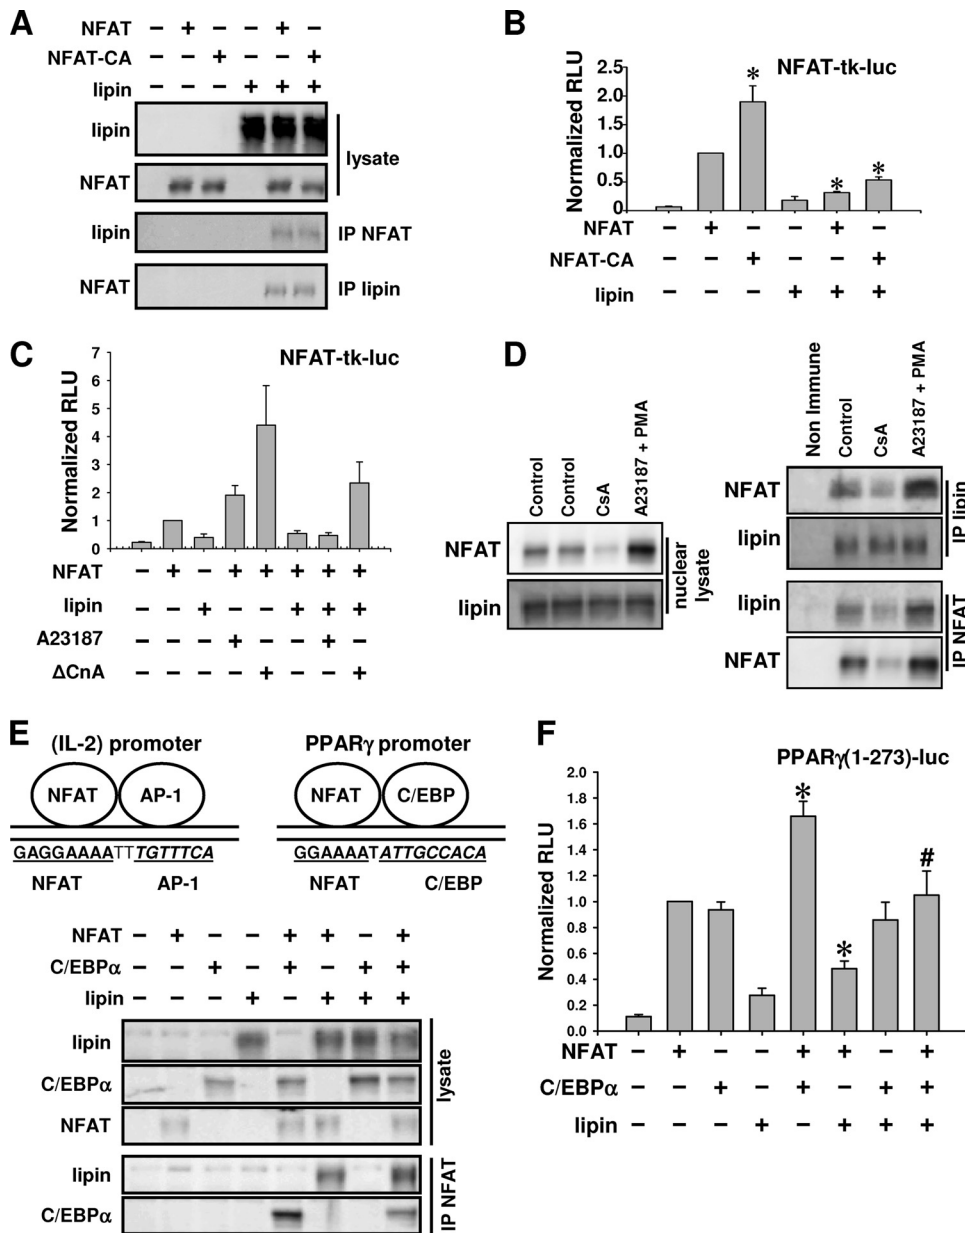 A
NFAT – + – – + –
NFAT-CA – – + – – +
lipin – – – + + +
lipin
NFAT
lysate
lipin
IP NFAT
NFAT
IP lipin
B
NFAT-tk-luc
Normalized RLU
2.5
2.0
1.5
1.0
0.5
0.0
* * *
NFAT – + – – + –
NFAT-CA – – + – – +
lipin – – – + + +
C
NFAT-tk-luc
Normalized RLU
7
6
5
4
3
2
1
0
NFAT – + – + + + + +
lipin – – + – – + + +
A23187 – – – + – – + –
ΔCnA – – – – + – – +
D
Control
Control
CsA
A23187 + PMA
NFAT
lipin
nuclear
lysate
Non Immune
Control
CsA
A23187 + PMA
NFAT
lipin
IP lipin
lipin
NFAT
IP NFAT
E
(IL-2) promoter
NFAT AP-1
GAGGAAAATTTGTTTCA
NFAT AP-1
PPARγ promoter
NFAT C/EBP
GGAAAATATTGCCACA
NFAT C/EBP
NFAT – + – – + + – +
C/EBPα – – + – + – + +
lipin – – – + – + + +
lipin
C/EBPα
NFAT
lysate
lipin
C/EBPα
IP NFAT
F
PPARγ(1-273)-luc
Normalized RLU
2.0
1.8
1.6
1.4
1.2
1.0
0.8
0.6
0.4
0.2
0.0
* * #
NFAT – + – – + + – +
C/EBPα – – + – + – + +
lipin – – – + – + + +